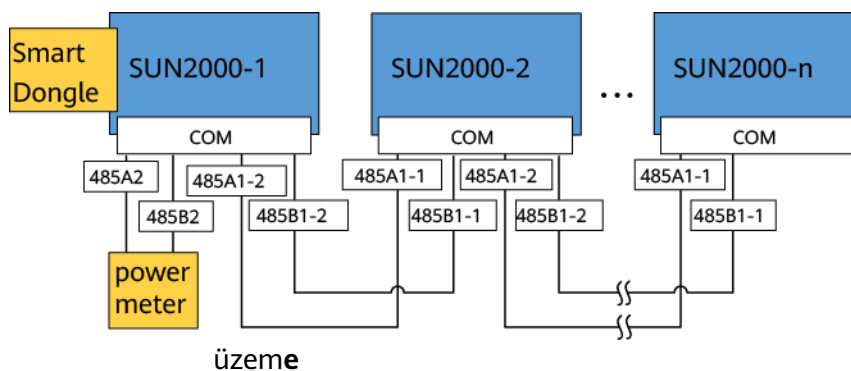 Smart
Dongle
SUN2000-1
SUN2000-2
...
SUN2000-n
COM
COM
COM
485A2
485A1-2
485A1-1
485A1-2
485A1-1
485B2
485B1-2
485B1-1
485B1-2
485B1-1
power
meter
üzeme